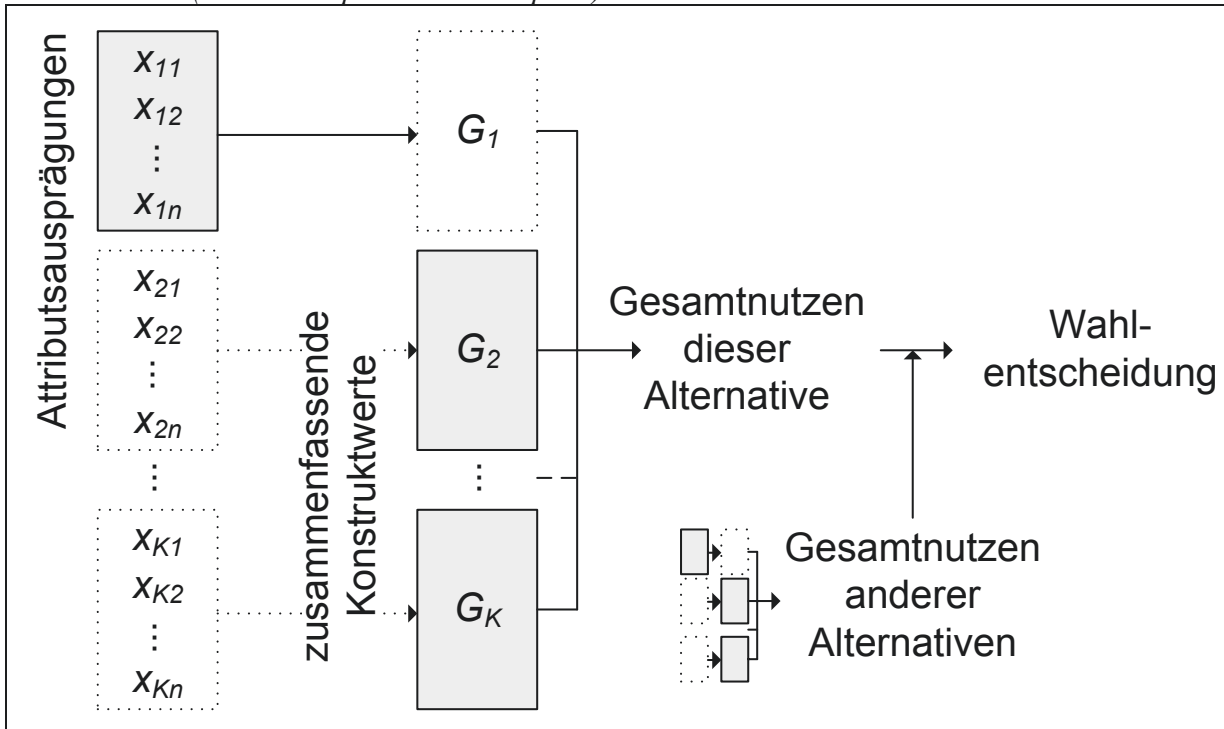 Attributsausprägungen
x11
x12
⋮
x1n
x21
x22
⋮
x2n
⋮
xK1
xK2
⋮
xKn
zusammenfassende
Konstruktwerte
G1
G2
⋮
GK
Gesamtnutzen
dieser
Alternative
Wahl-
entscheidung
Gesamtnutzen
anderer
Alternativen